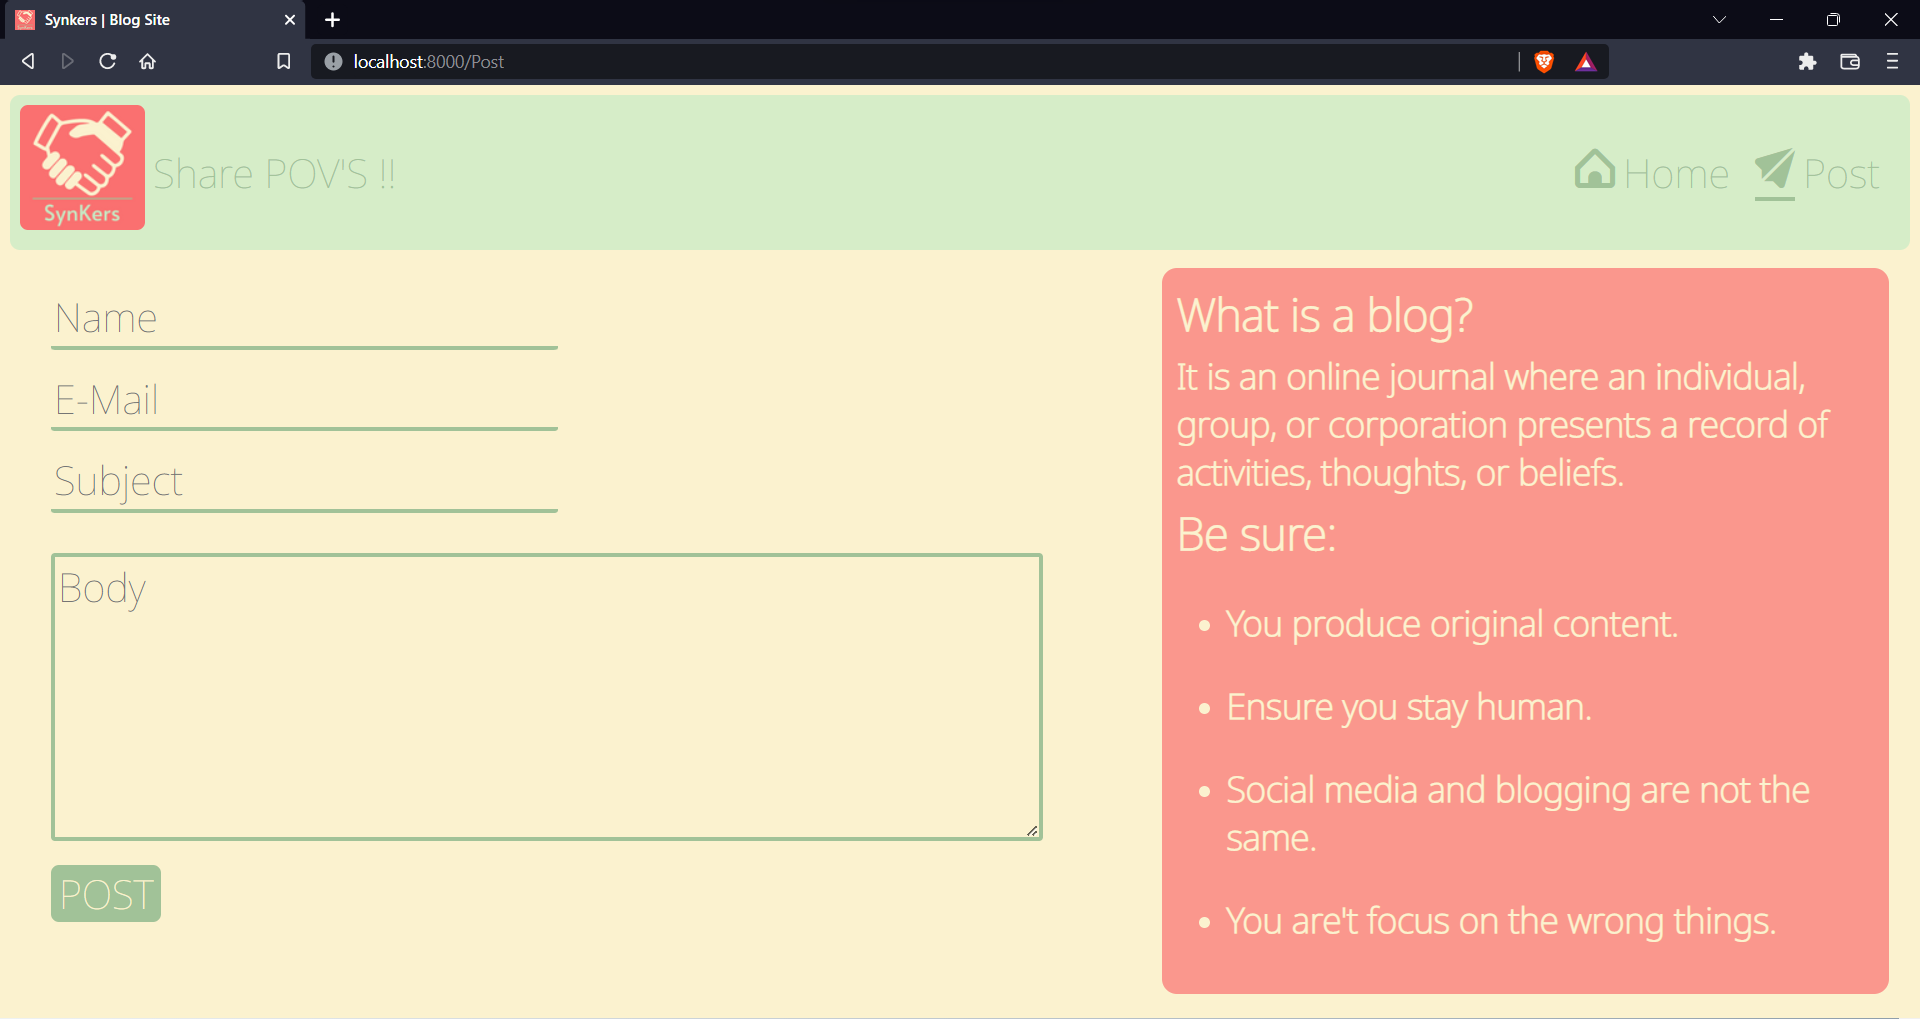 Synkers | Blog Site
localhost:8000/Post
SynKers
Share POV'S !!
Home
Post
Name
E-Mail
Subject
Body
POST
What is a blog?
It is an online journal where an individual,
group, or corporation presents a record of
activities, thoughts, or beliefs.
Be sure:
• You produce original content.
• Ensure you stay human.
• Social media and blogging are not the
same.
• You are't focus on the wrong things.